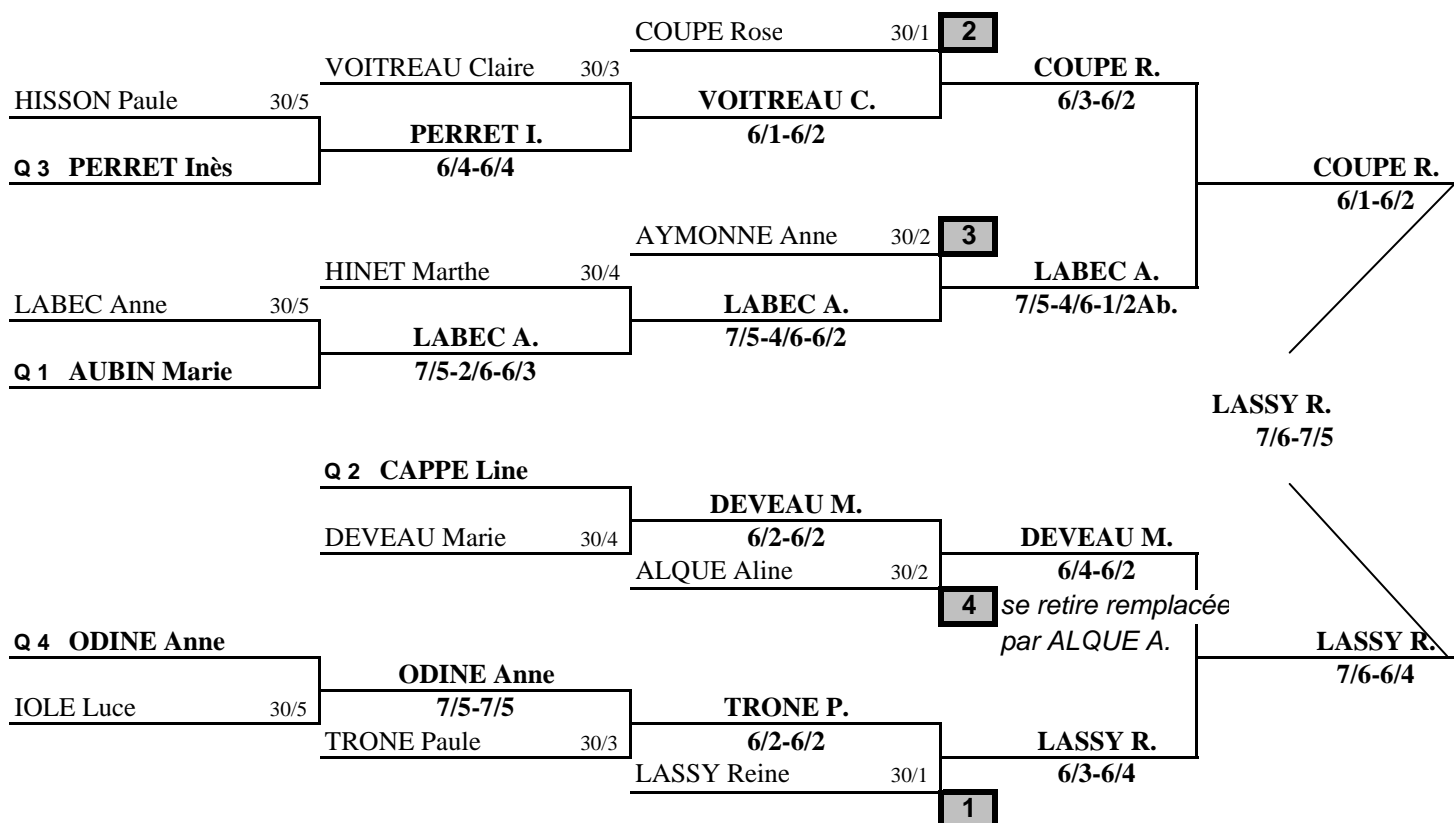 COUPE Rose 30/1 2
VOITREAU Claire 30/3 COUPE R.
HISSON Paule 30/5 VOITREAU C. 6/3-6/2
PERRET I. 6/1-6/2
Q 3 PERRET Inès 6/4-6/4 COUPE R.
6/1-6/2
AYMONNE Anne 30/2 3
HINET Marthe 30/4 LABEC A.
LABEC Anne 30/5 LABEC A. 7/5-4/6-1/2Ab.
LABEC A. 7/5-4/6-6/2
Q 1 AUBIN Marie 7/5-2/6-6/3
LASSY R.
7/6-7/5
Q 2 CAPPE Line
DEVEAU M.
DEVEAU Marie 30/4 6/2-6/2 DEVEAU M.
ALQUE Aline 30/2 6/4-6/2
4 se retire remplacée
Q 4 ODINE Anne par ALQUE A. LASSY R.
ODINE Anne 7/6-6/4
IOLE Luce 30/5 7/5-7/5 TRONE P.
TRONE Paule 30/3 6/2-6/2 LASSY R.
LASSY Reine 30/1 6/3-6/4
1